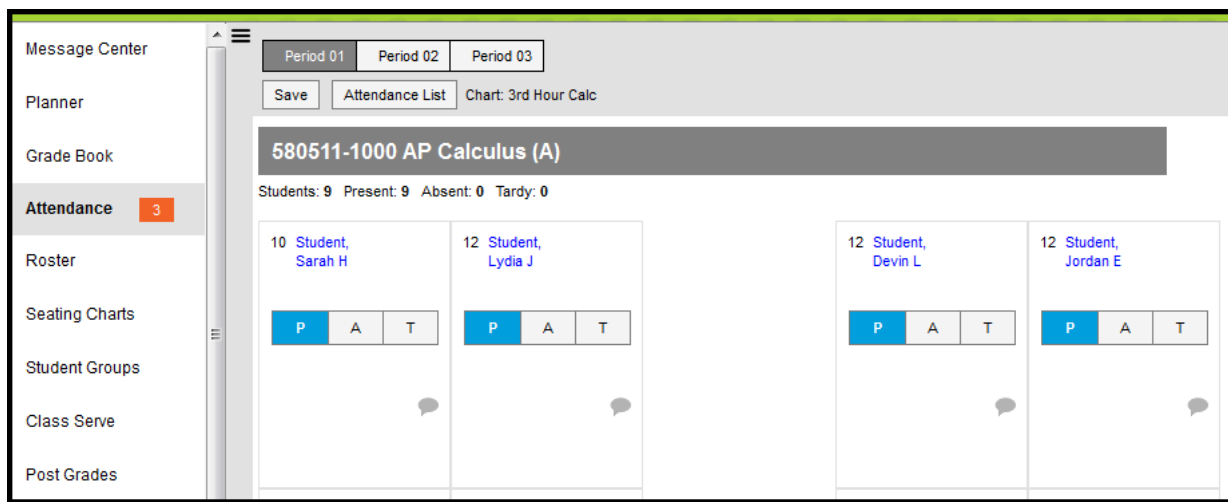 Message Center
Planner
Grade Book
Attendance 3
Roster
Seating Charts
Student Groups
Class Serve
Post Grades
Period 01 Period 02 Period 03
Save Attendance List Chart: 3rd Hour Calc
580511-1000 AP Calculus (A)
Students: 9 Present: 9 Absent: 0 Tardy: 0
10 Student,
Sarah H
P A T
12 Student,
Lydia J
P A T
12 Student,
Devin L
P A T
12 Student,
Jordan E
P A T